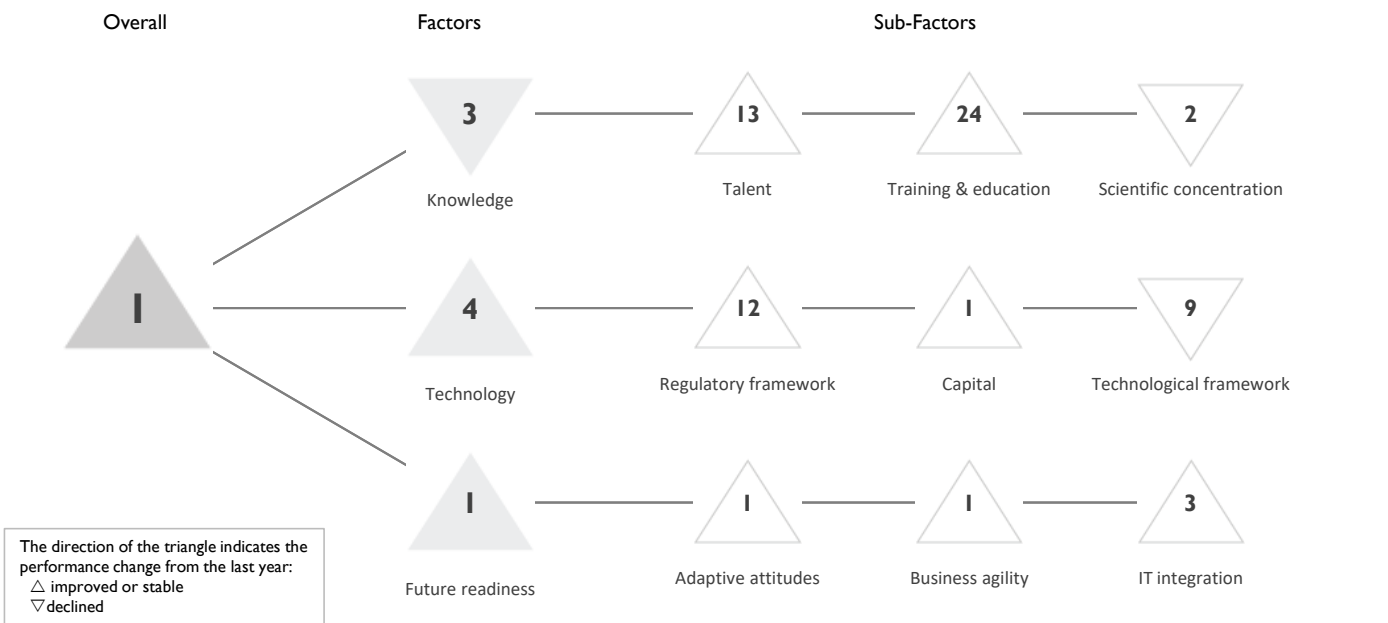 Overall Factors Sub-Factors
3 13 24 2
Knowledge Talent Training & education Scientific concentration
1 4 12 1 9
Technology Regulatory framework Capital Technological framework
1 1 1 3
Future readiness Adaptive attitudes Business agility IT integration
The direction of the triangle indicates the
performance change from the last year:
△ improved or stable
▽ declined